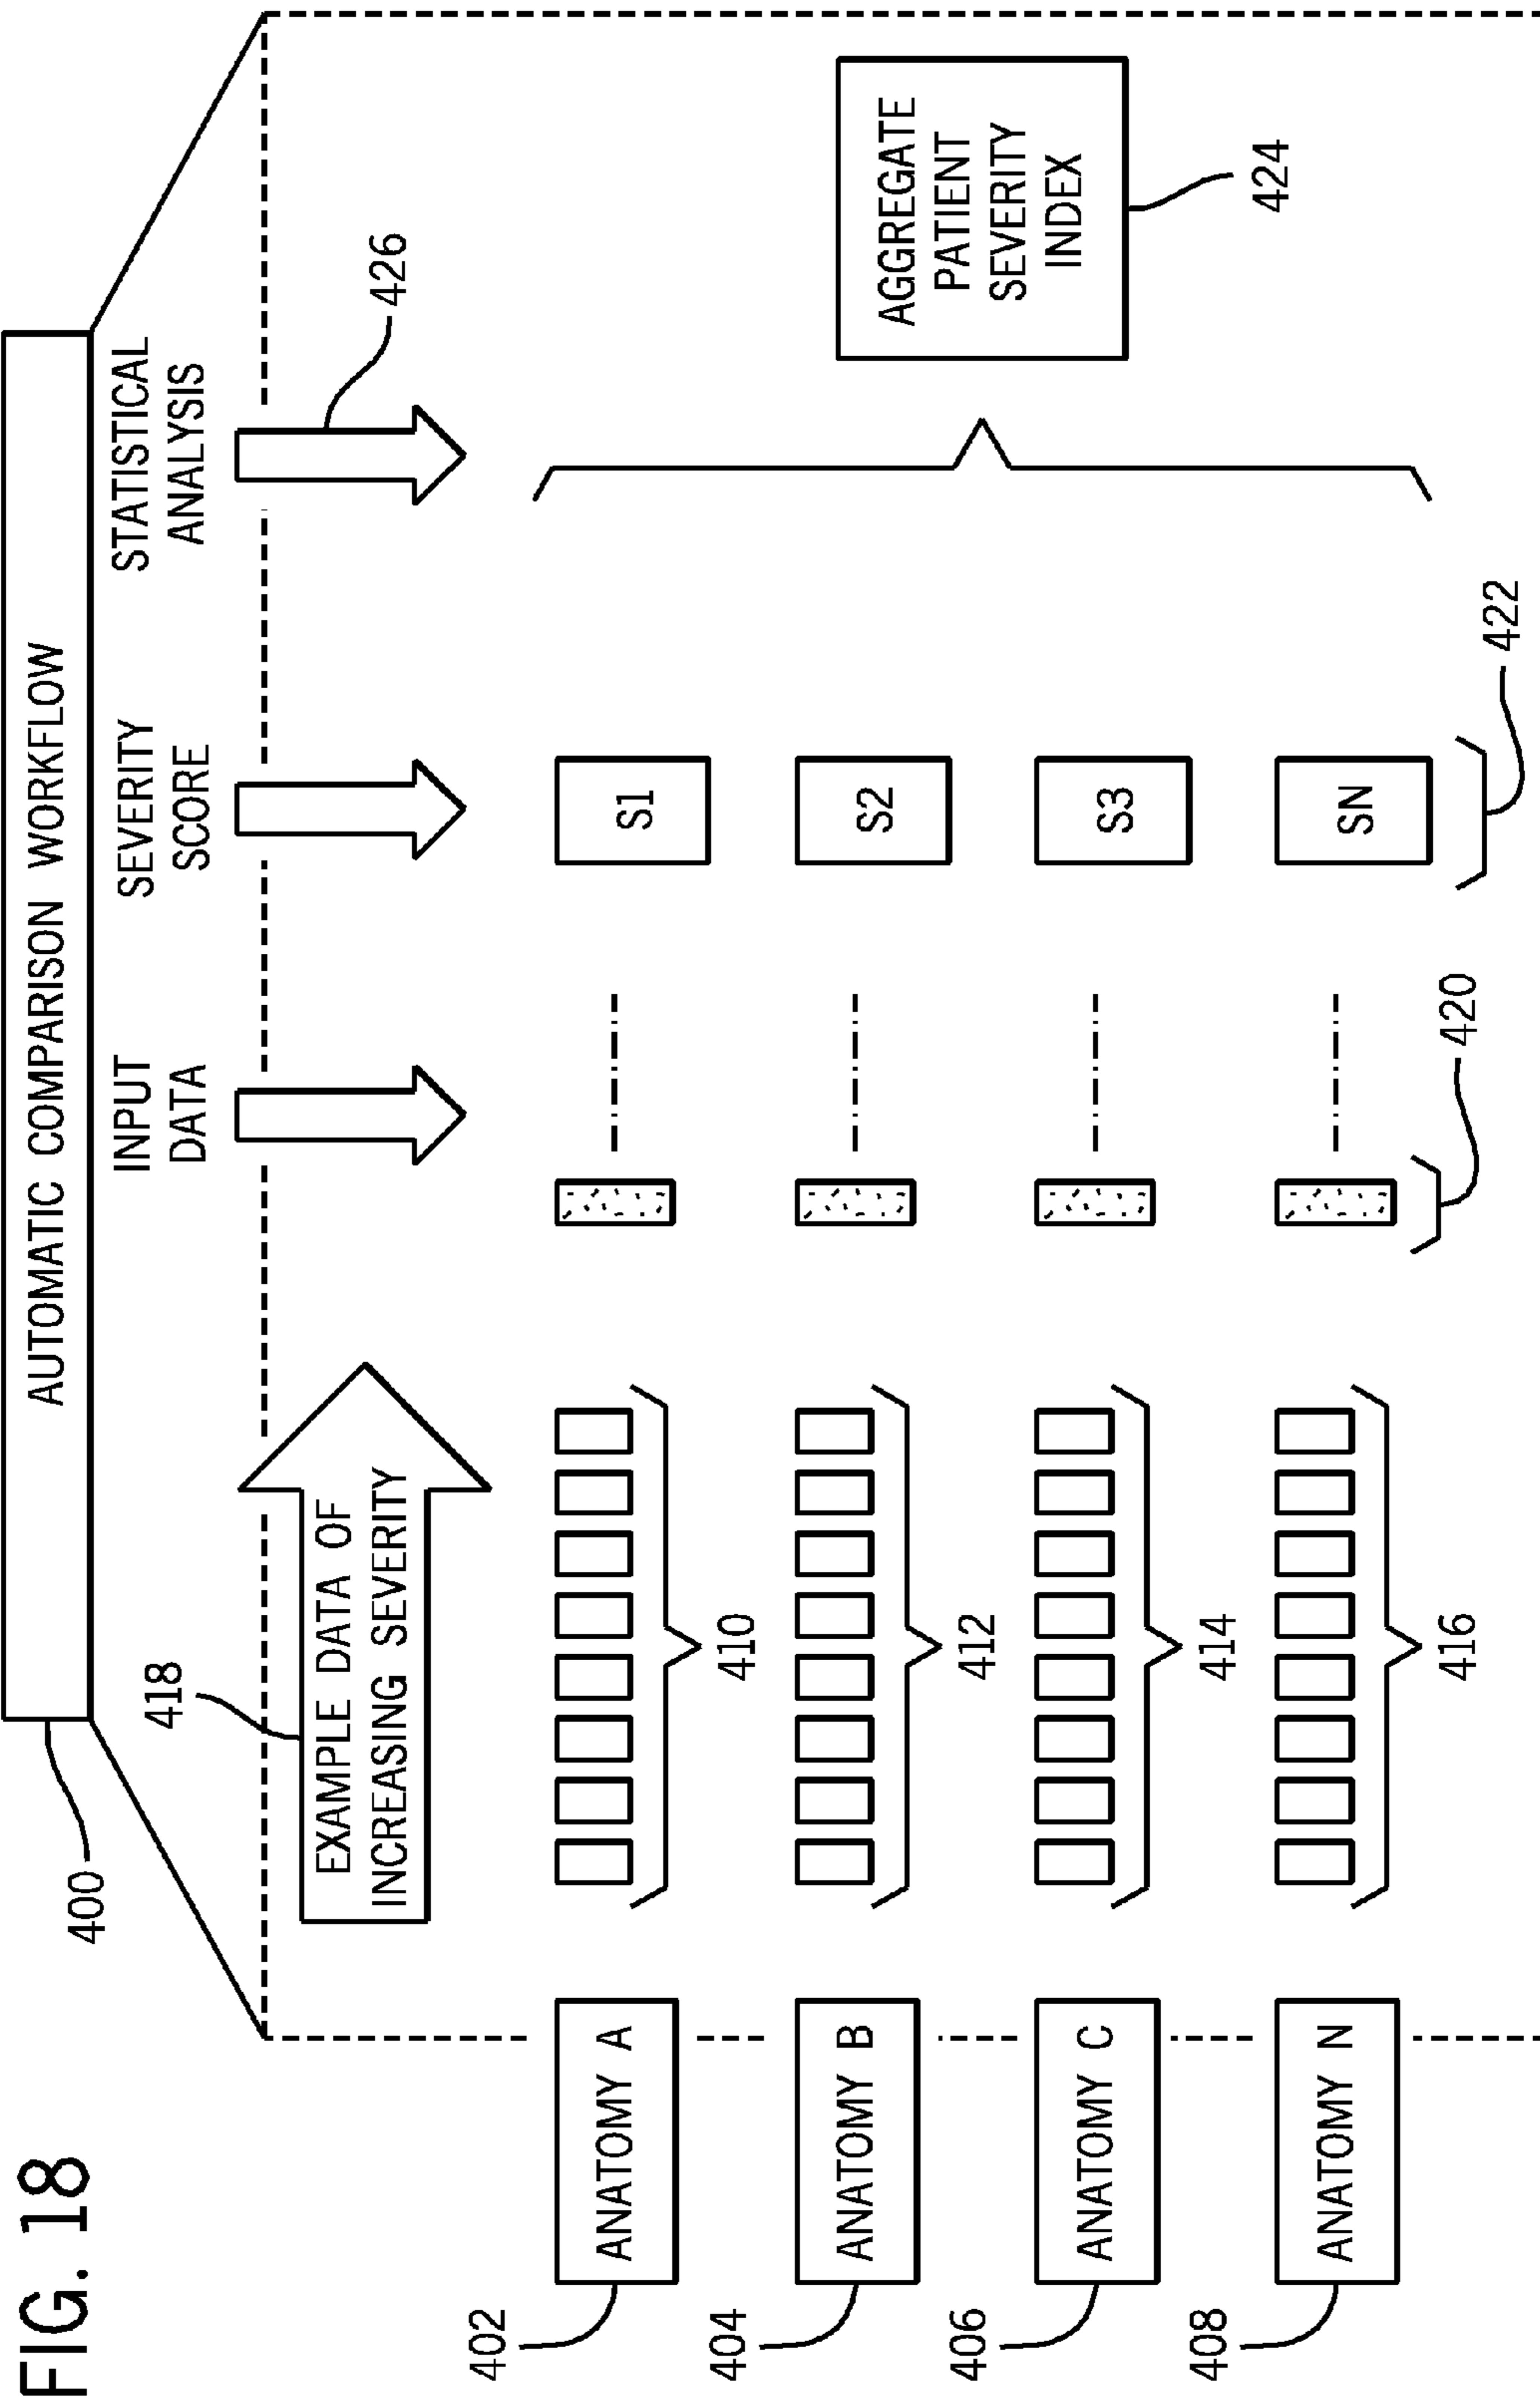 FIG. 18
400
AUTOMATIC COMPARISON WORKFLOW
418
EXAMPLE DATA OF
INCREASING SEVERITY
INPUT
DATA
SEVERITY
SCORE
STATISTICAL
ANALYSIS
426
402
ANATOMY A
410
S1
404
ANATOMY B
412
S2
406
ANATOMY C
414
S3
408
ANATOMY N
416
420
SN
422
AGGREGATE
PATIENT
SEVERITY
INDEX
424